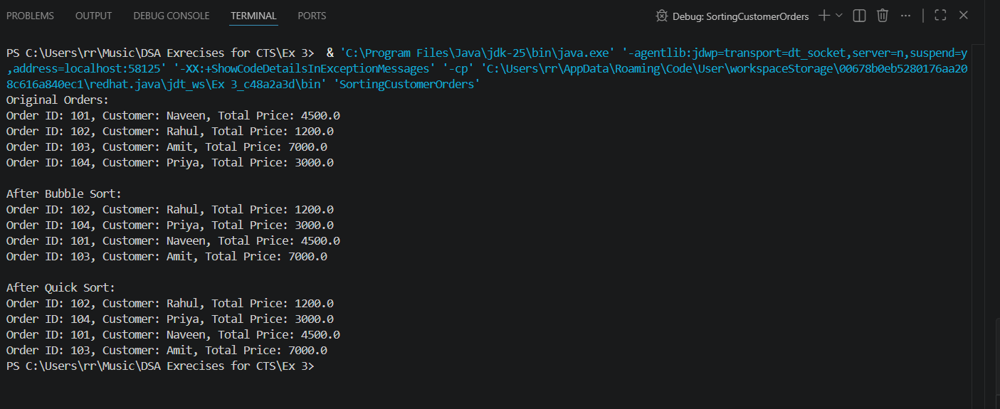 PROBLEMS OUTPUT DEBUG CONSOLE TERMINAL PORTS Debug: SortingCustomerOrders
PS C:\Users\rr\Music\DSA Exrecises for CTS\Ex 3>  & 'C:\Program Files\Java\jdk-25\bin\java.exe' '-agentlib:jdwp=transport=dt_socket,server=n,suspend=y
,address=localhost:58125' '-XX:+ShowCodeDetailsInExceptionMessages' '-cp' 'C:\Users\rr\AppData\Roaming\Code\User\workspaceStorage\00678b0eb5280176aa20
8c616a840ec1\redhat.java\jdt_ws\Ex 3_c48a2a3d\bin' 'SortingCustomerOrders'
Original Orders:
Order ID: 101, Customer: Naveen, Total Price: 4500.0
Order ID: 102, Customer: Rahul, Total Price: 1200.0
Order ID: 103, Customer: Amit, Total Price: 7000.0
Order ID: 104, Customer: Priya, Total Price: 3000.0
After Bubble Sort:
Order ID: 102, Customer: Rahul, Total Price: 1200.0
Order ID: 104, Customer: Priya, Total Price: 3000.0
Order ID: 101, Customer: Naveen, Total Price: 4500.0
Order ID: 103, Customer: Amit, Total Price: 7000.0
After Quick Sort:
Order ID: 102, Customer: Rahul, Total Price: 1200.0
Order ID: 104, Customer: Priya, Total Price: 3000.0
Order ID: 101, Customer: Naveen, Total Price: 4500.0
Order ID: 103, Customer: Amit, Total Price: 7000.0
PS C:\Users\rr\Music\DSA Exrecises for CTS\Ex 3>